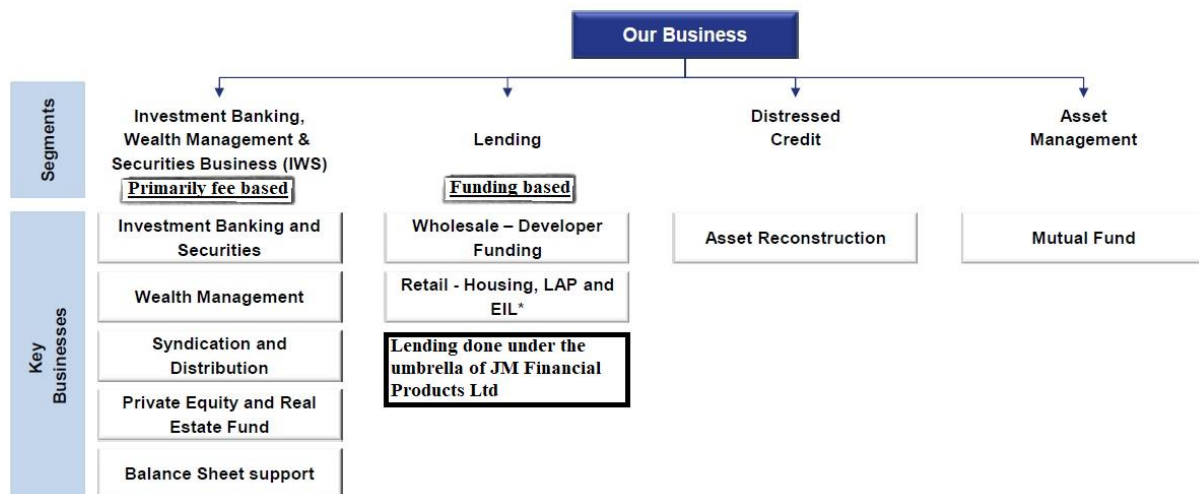 Our Business
Segments
Investment Banking,
Wealth Management &
Securities Business (IWS)
Primarily fee based
Lending
Funding based
Distressed
Credit
Asset
Management
Key
Businesses
Investment Banking and
Securities
Wealth Management
Syndication and
Distribution
Private Equity and Real
Estate Fund
Balance Sheet support
Wholesale – Developer
Funding
Retail - Housing, LAP and
EIL*
Lending done under the
umbrella of JM Financial
Products Ltd
Asset Reconstruction
Mutual Fund